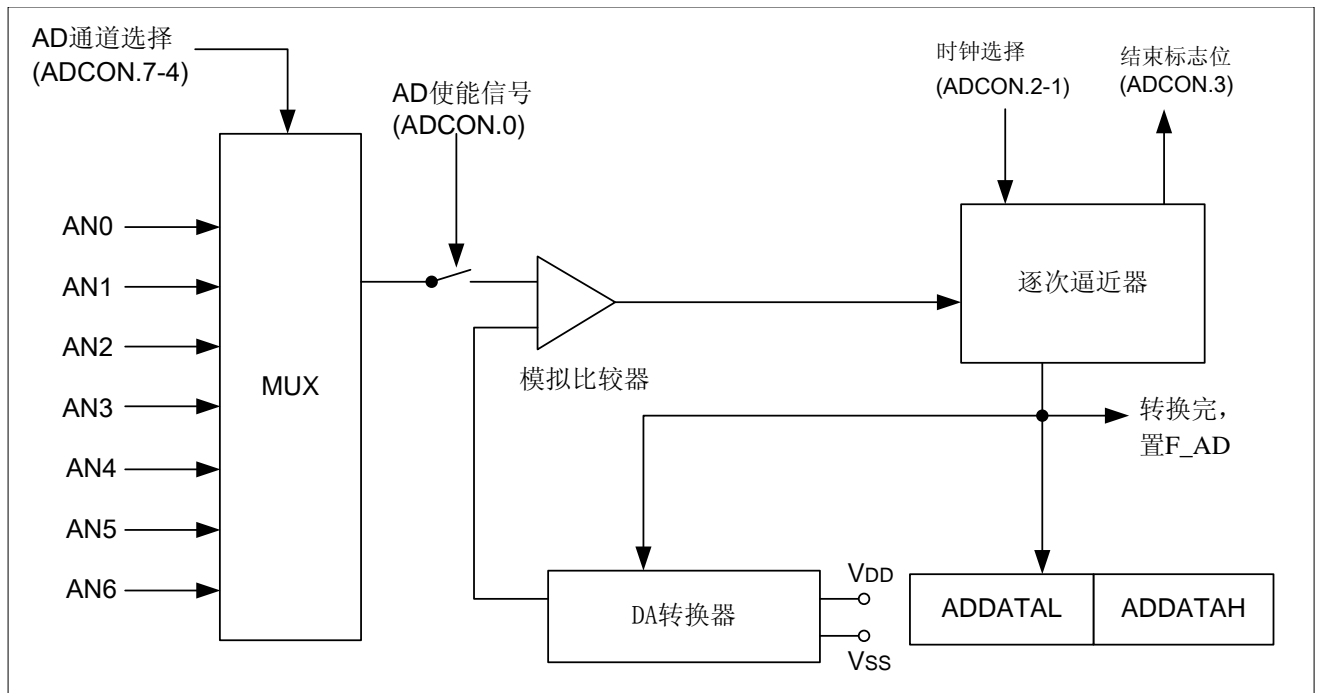 AD通道选择
(ADCON.7-4)
AD使能信号
(ADCON.0)
时钟选择
(ADCON.2-1)
结束标志位
(ADCON.3)
AN0
AN1
AN2
AN3
AN4
AN5
AN6
MUX
模拟比较器
逐次逼近器
转换完，
置F_AD
DA转换器
VDD
VSS
ADDATAL
ADDATAH